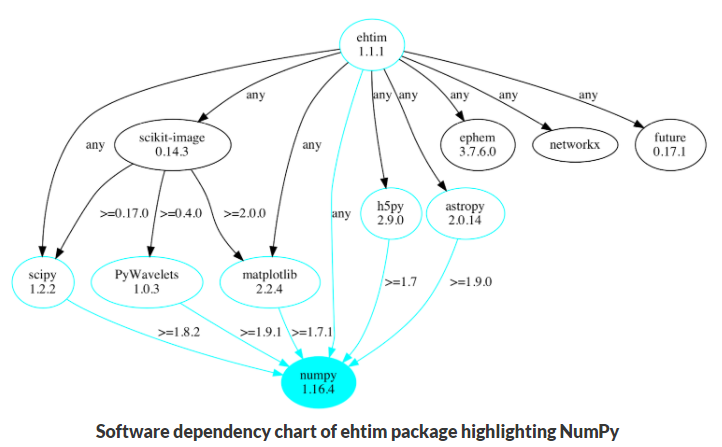 ehtim
1.1.1
any
any any
any
any
any
any
any
any
scikit-image
0.14.3
ephem
3.7.6.0
networkx
future
0.17.1
>=0.17.0
>=0.4.0
>=2.0.0
any
h5py
2.9.0
astropy
2.0.14
scipy
1.2.2
PyWavelets
1.0.3
matplotlib
2.2.4
>=1.7
>=1.9.0
>=1.8.2
>=1.9.1
>=1.7.1
numpy
1.16.4
Software dependency chart of ehtim package highlighting NumPy